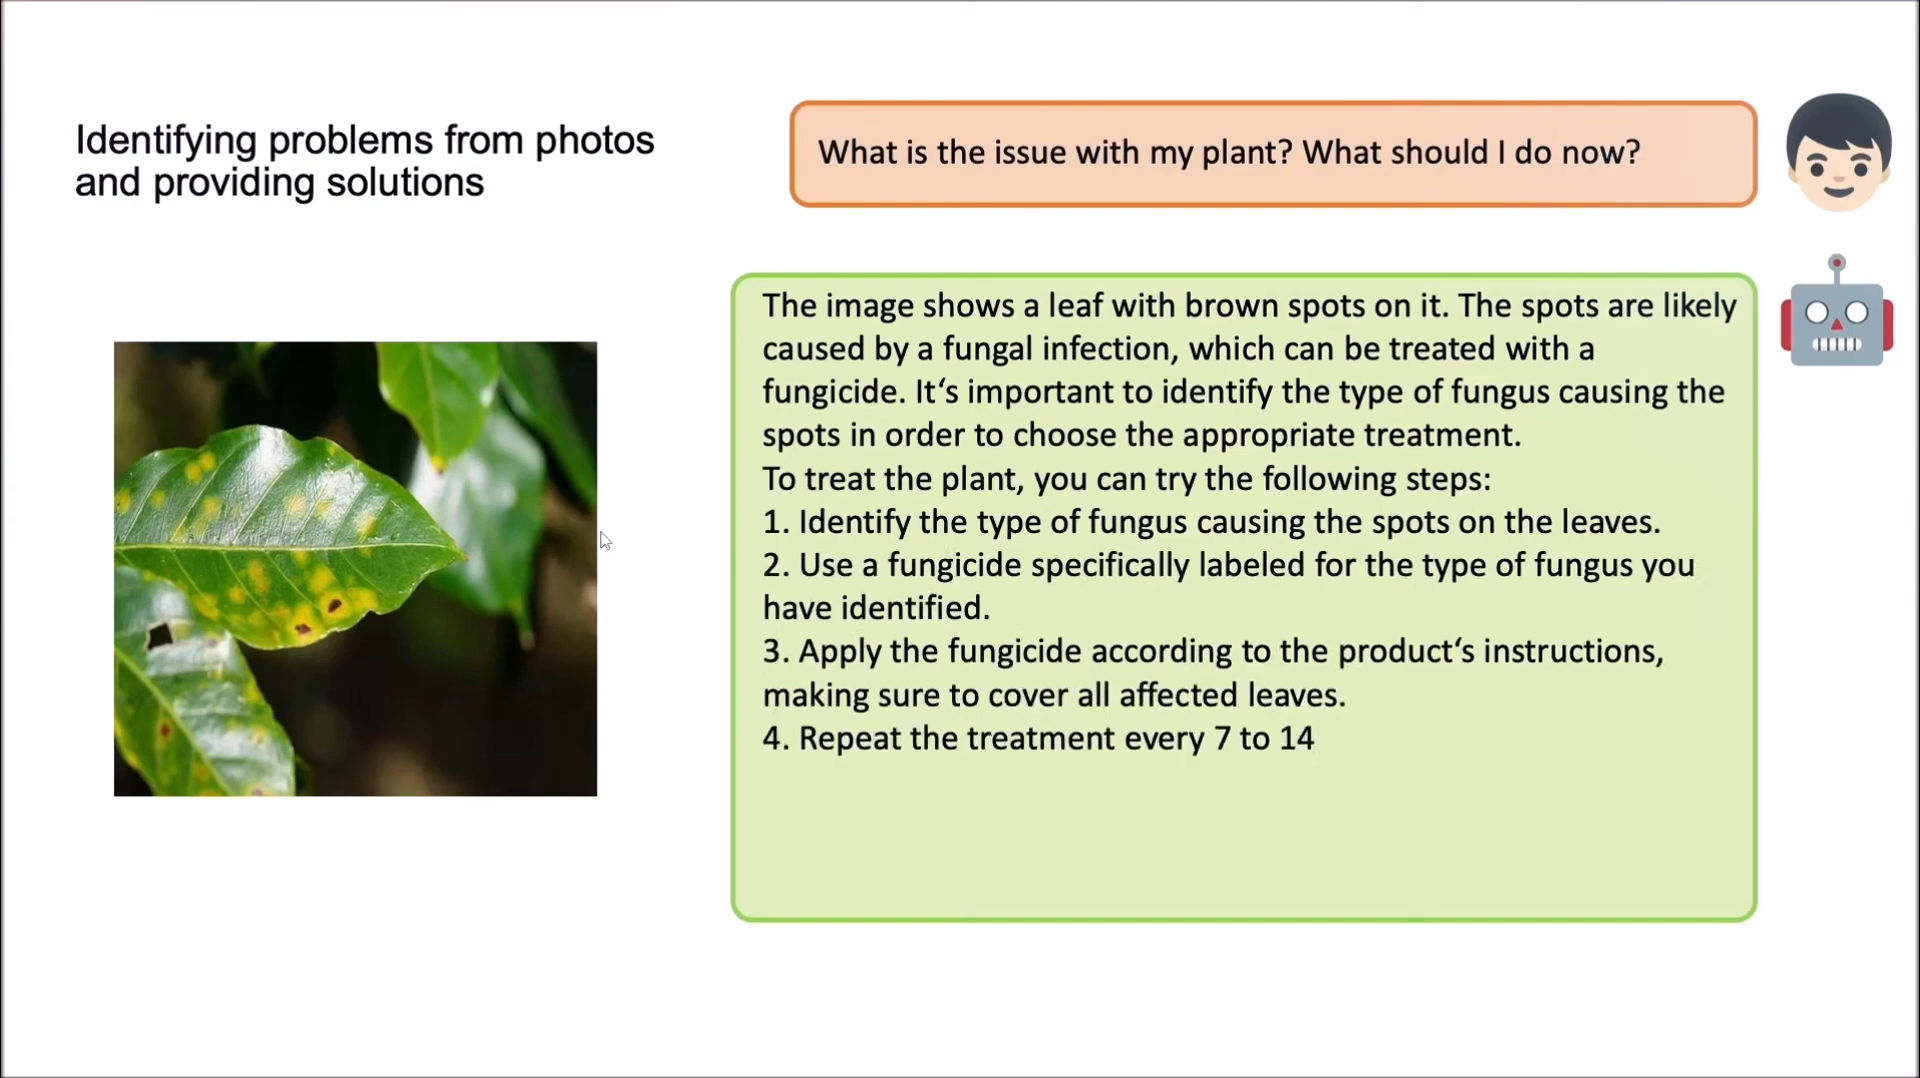 Identifying problems from photos
and providing solutions
What is the issue with my plant? What should I do now?
The image shows a leaf with brown spots on it. The spots are likely
caused by a fungal infection, which can be treated with a
fungicide. It‘s important to identify the type of fungus causing the
spots in order to choose the appropriate treatment.
To treat the plant, you can try the following steps:
1. Identify the type of fungus causing the spots on the leaves.
2. Use a fungicide specifically labeled for the type of fungus you
have identified.
3. Apply the fungicide according to the product‘s instructions,
making sure to cover all affected leaves.
4. Repeat the treatment every 7 to 14